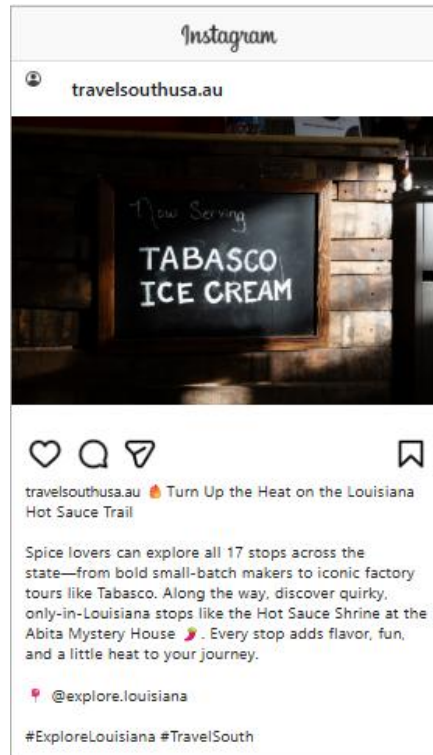 Instagram
travelsouthusa.au
Now Serving
TABASCO
ICE CREAM
travelsouthusa.au 🔥 Turn Up the Heat on the Louisiana
Hot Sauce Trail
Spice lovers can explore all 17 stops across the
state—from bold small-batch makers to iconic factory
tours like Tabasco. Along the way, discover quirky,
only-in-Louisiana stops like the Hot Sauce Shrine at the
Abita Mystery House 🌶️. Every stop adds flavor, fun,
and a little heat to your journey.
📍 @explore.louisiana
#ExploreLouisiana #TravelSouth